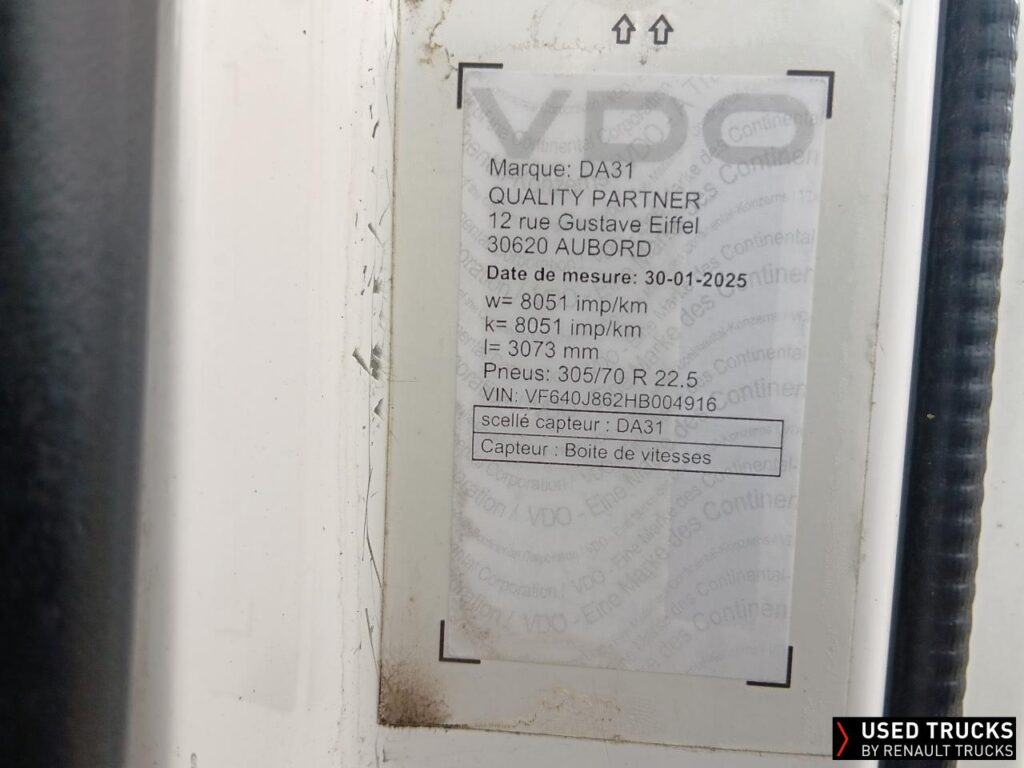 VDO
Marque: DA31
QUALITY PARTNER
12 rue Gustave Eiffel
30620 AUBORD
Date de mesure: 30-01-2025
w= 8051 imp/km
k= 8051 imp/km
l= 3073 mm
Pneus: 305/70 R 22.5
VIN: VF640J862HB004916
scellé capteur : DA31
Capteur : Boite de vitesses
USED TRUCKS
BY RENAULT TRUCKS